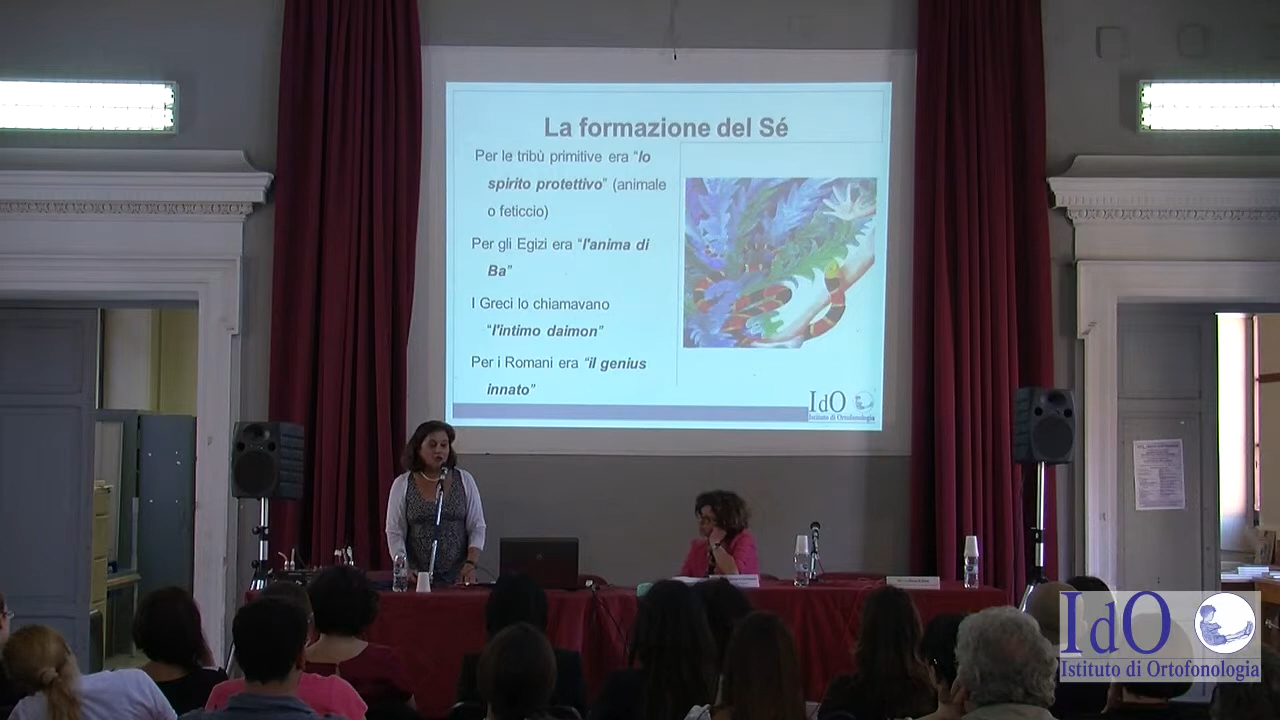 La formazione del Sé
Per le tribù primitive era “lo
spirito protettivo” (animale
o feticcio)
Per gli Egizi era “l'anima di
Ba”
I Greci lo chiamavano
“l'intimo daimon”
Per i Romani era “il genius
innato”
IdO
Istituto di Ortofonologia
IdO
Istituto di Ortofonologia